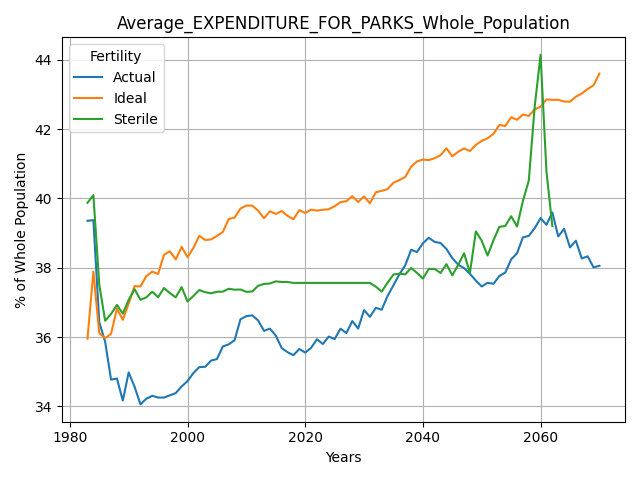 Average_EXPENDITURE_FOR_PARKS_Whole_Population
Fertility
Actual
Ideal
Sterile
% of Whole Population
44
42
40
38
36
34
1980 2000 2020 2040 2060
Years